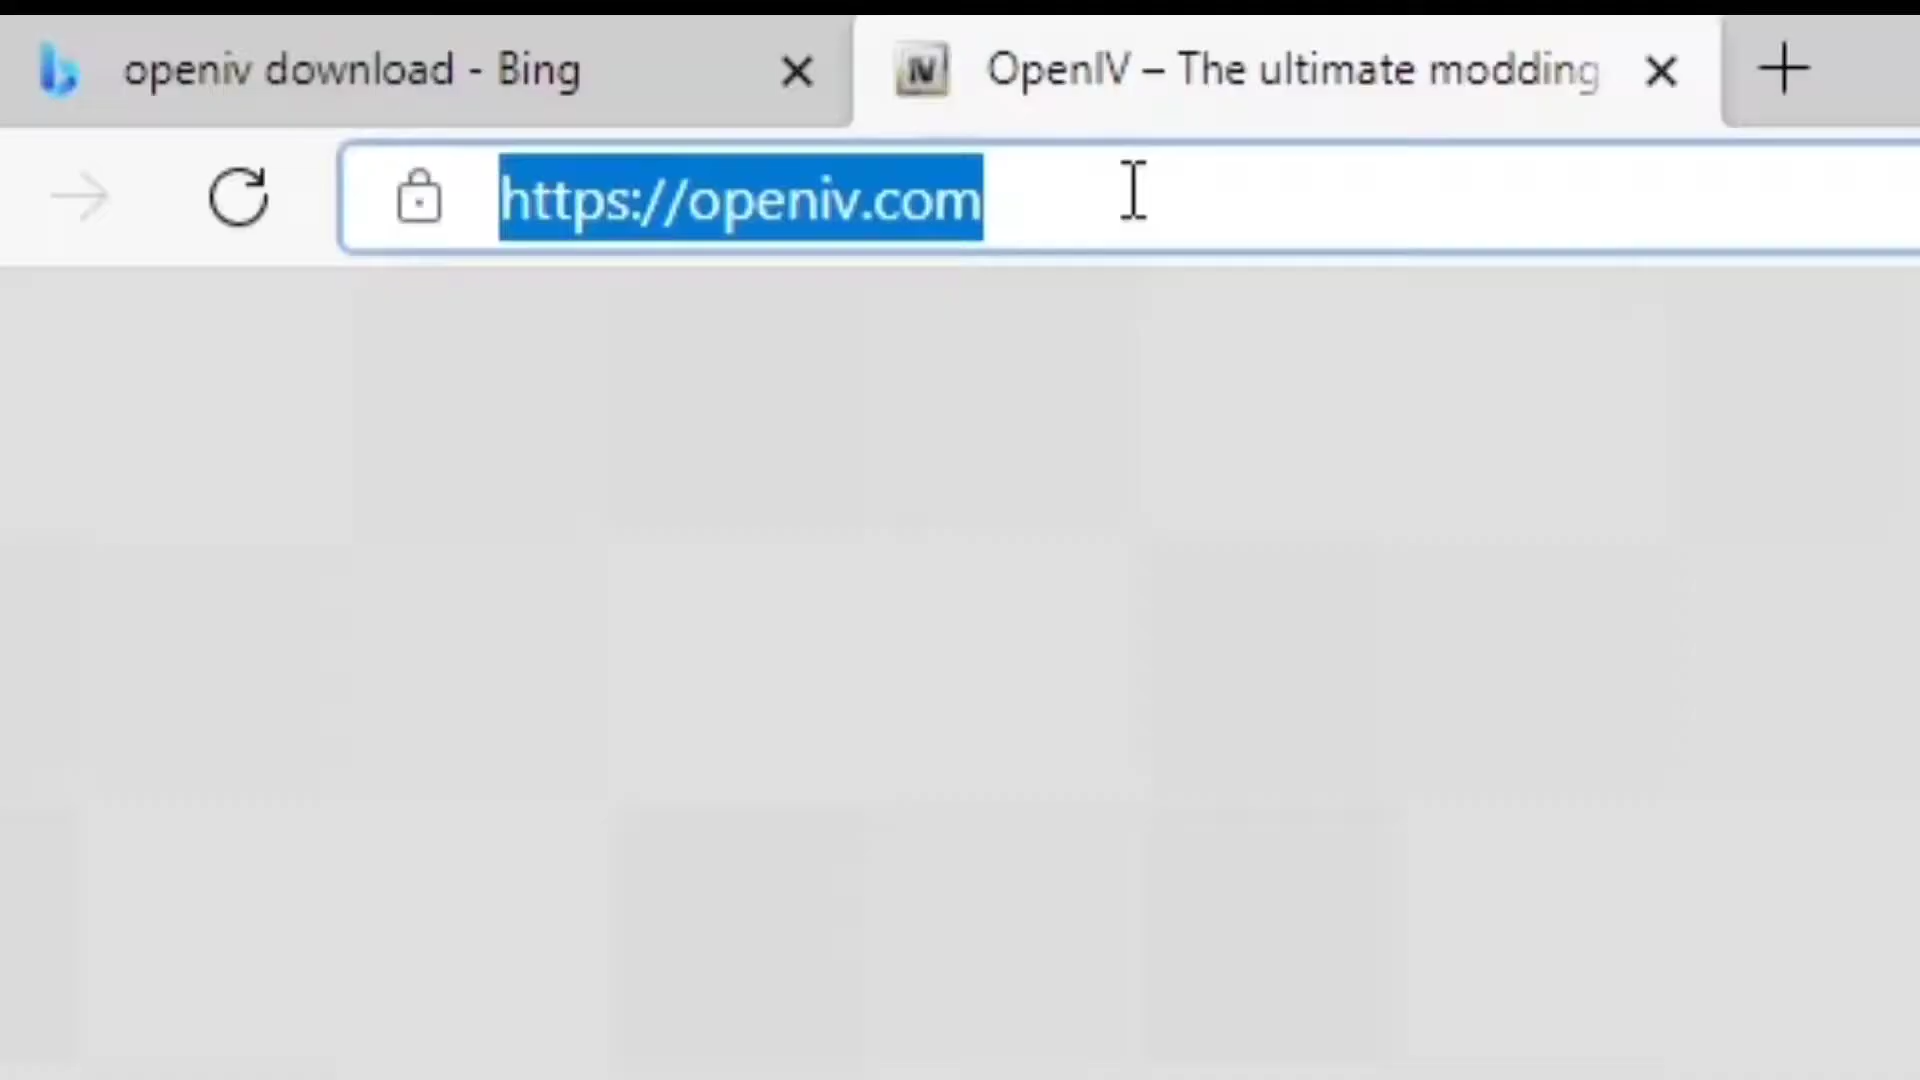 openiv download - Bing
OpenIV – The ultimate modding
https://openiv.com